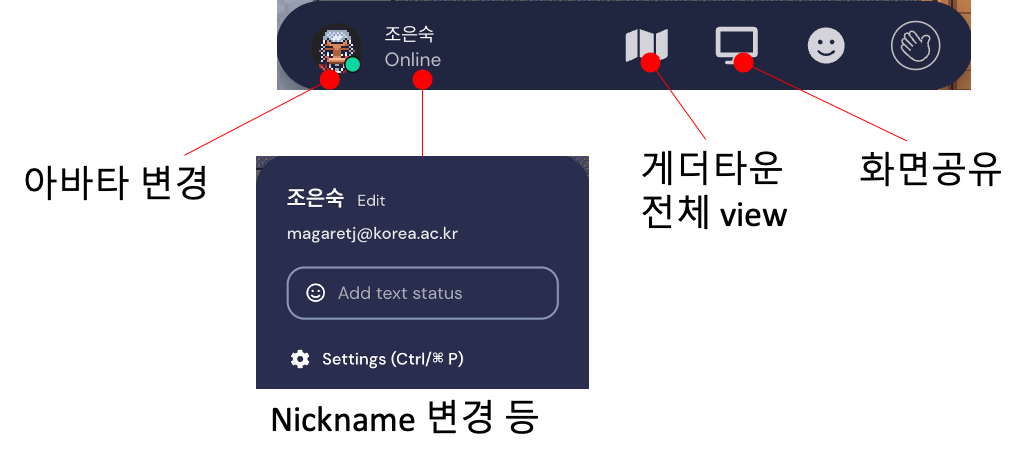 조은숙
Online
아바타 변경
게더타운
전체 view
화면공유
조은숙 Edit
magaretj@korea.ac.kr
Add text status
Settings (Ctrl/⌘ P)
Nickname 변경 등